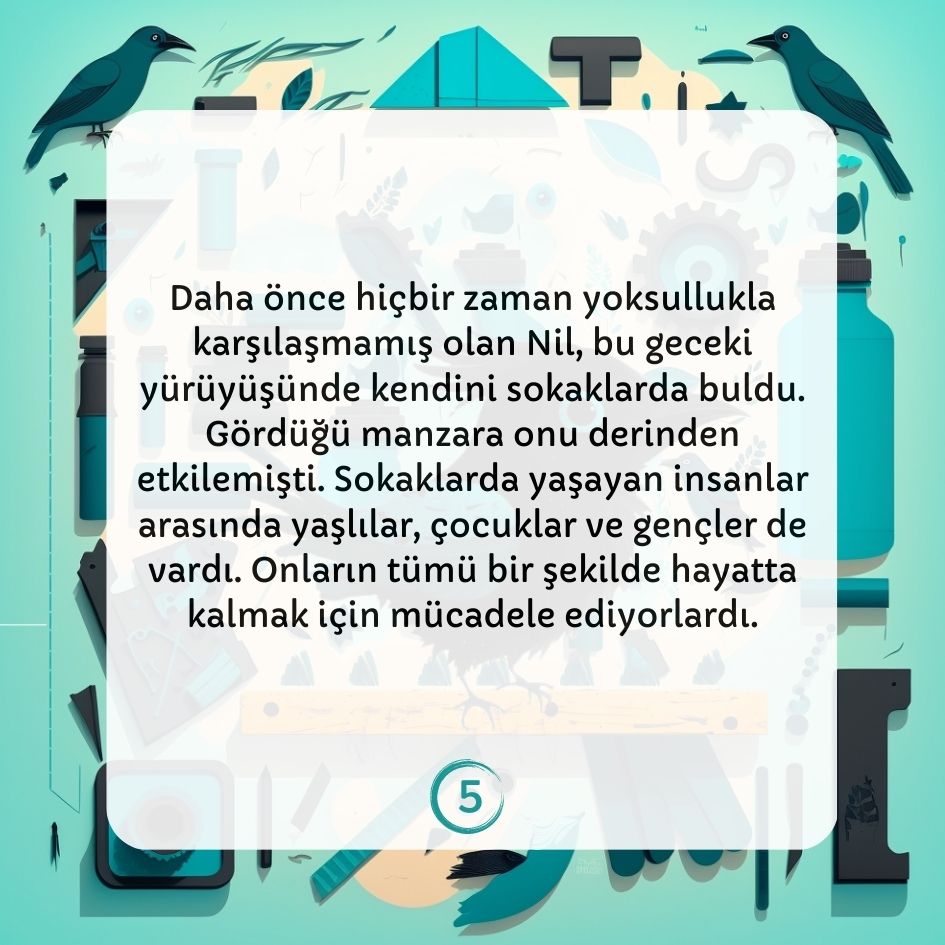 Daha önce hiçbir zaman yoksullukla
karşılaşmamış olan Nil, bu geceki
yürüyüşünde kendini sokaklarda buldu.
Gördüğü manzara onu derinden
etkilemişti. Sokaklarda yaşayan insanlar
arasında yaşlılar, çocuklar ve gençler de
vardı. Onların tümü bir şekilde hayatta
kalmak için mücadele ediyorlardı.
5